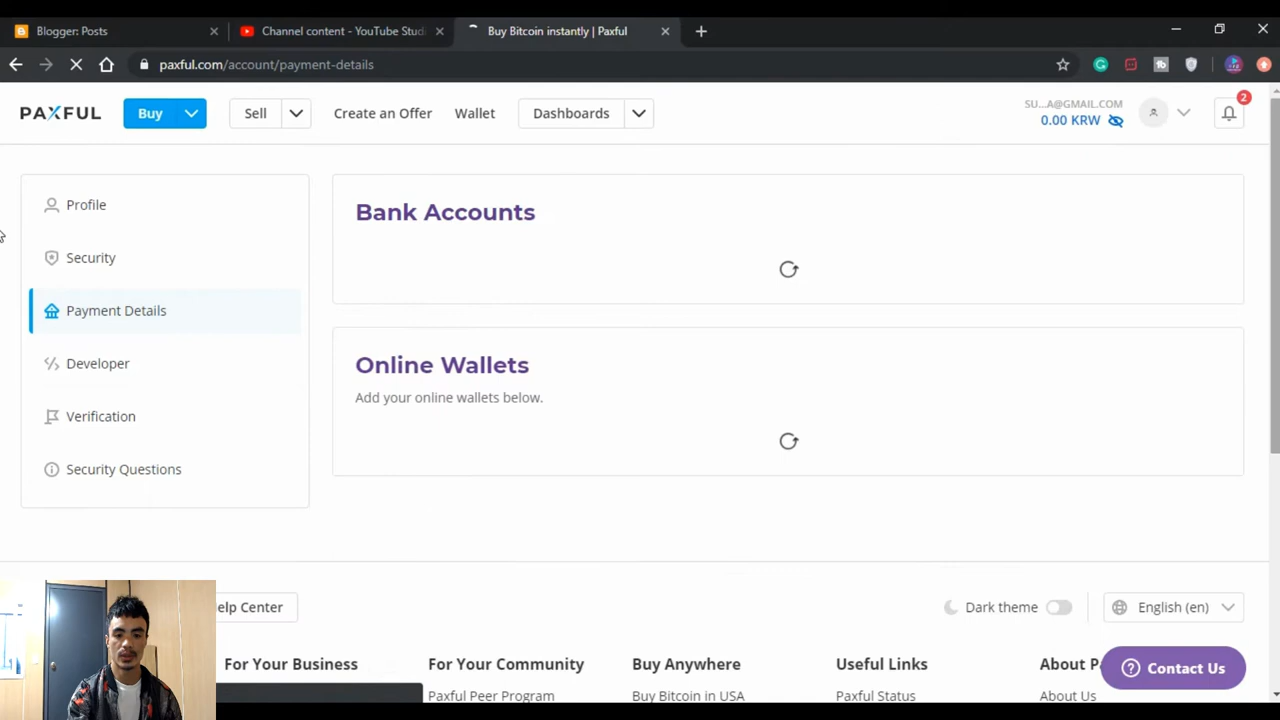 Blogger: Posts
Channel content - YouTube Stud
Buy Bitcoin instantly | Paxful
paxful.com/account/payment-details
PAXFUL
Buy
Sell
Create an Offer
Wallet
Dashboards
SU...A@GMAIL.COM
0.00 KRW
2
Profile
Security
Payment Details
Developer
Verification
Security Questions
Bank Accounts
Online Wallets
Add your online wallets below.
elp Center
Dark theme
English (en)
For Your Business
For Your Community
Buy Anywhere
Useful Links
About P
Contact Us
Paxful Peer Program
Buy Bitcoin in USA
Paxful Status
About Us